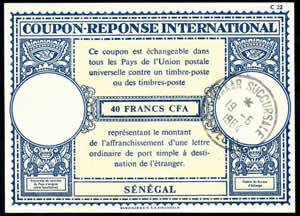 C 22
COUPON-REPONSE INTERNATIONAL
Ce coupon est échangeable dans
tous les Pays de l'Union postale
universelle contre un timbre-poste
ou des timbres-poste
40 FRANCS CFA
représentant le montant
de l'affranchissement d'une lettre
ordinaire de port simple à desti-
nation de l'étranger.
SUCCURSALE
SÉNÉGAL